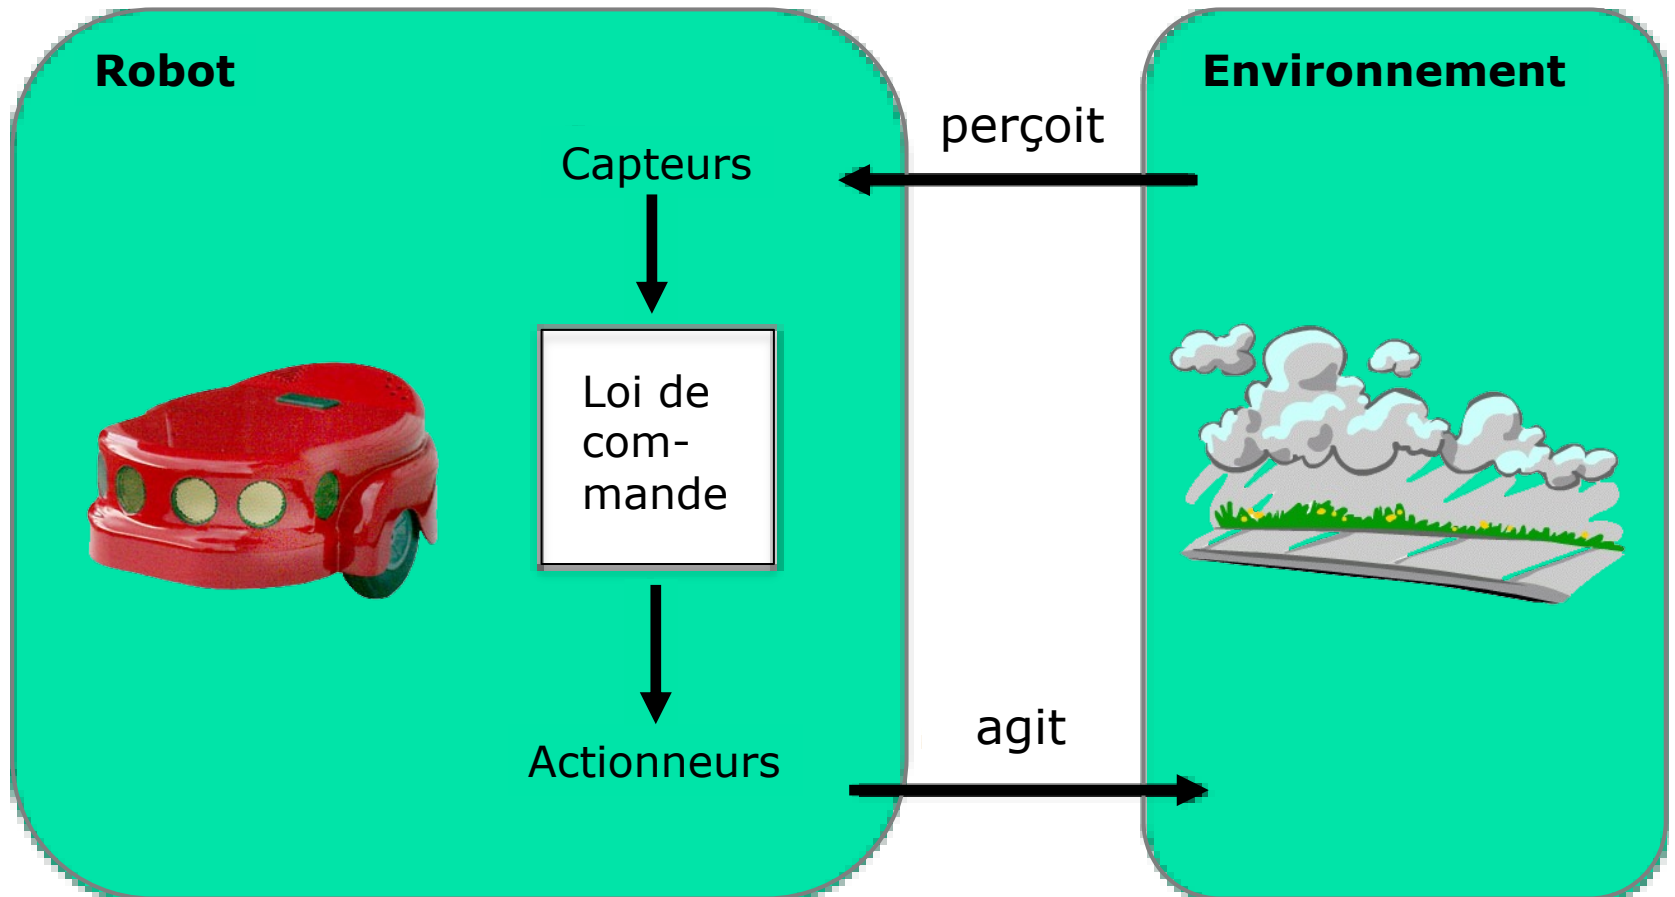 Robot
Environnement
perçoit
Capteurs
Loi de
com-
mande
agit
Actionneurs